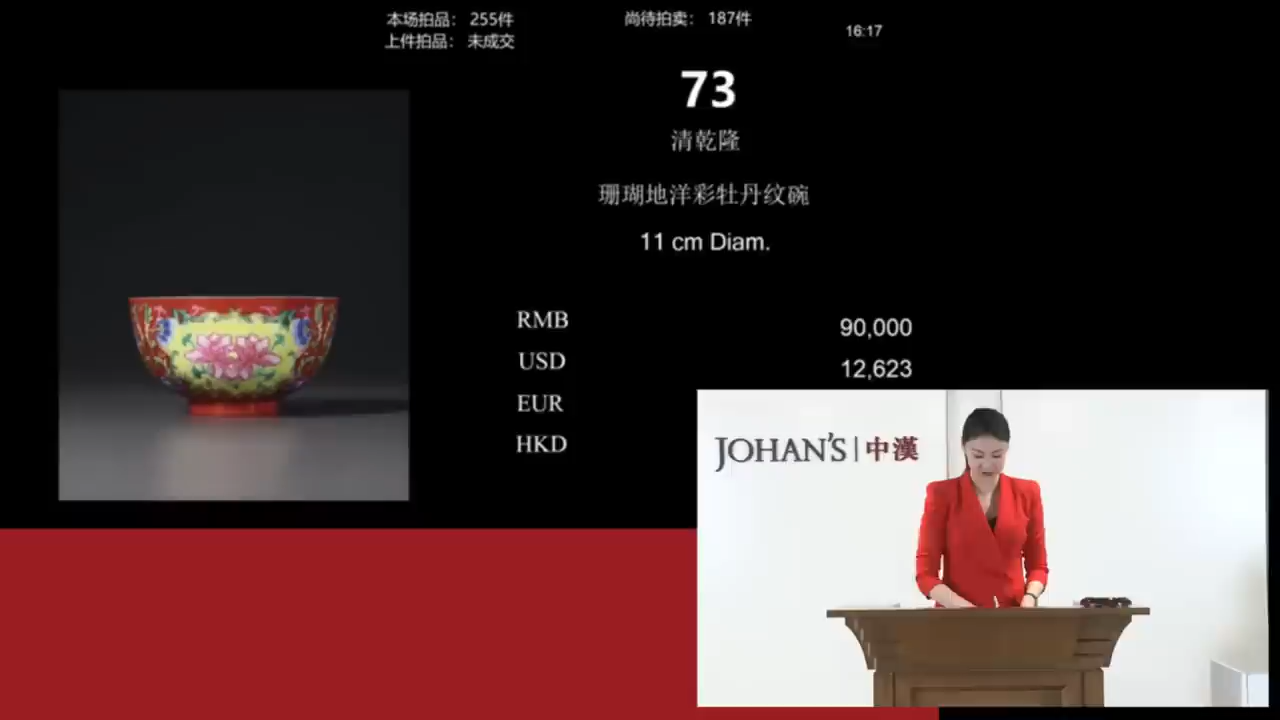 本场拍品： 255件
上件拍品： 未成交
尚待拍卖： 187件
16:17
73
清乾隆
珊瑚地洋彩牡丹纹碗
11 cm Diam.
RMB 90,000
USD 12,623
EUR
HKD
JOHAN'S | 中漢